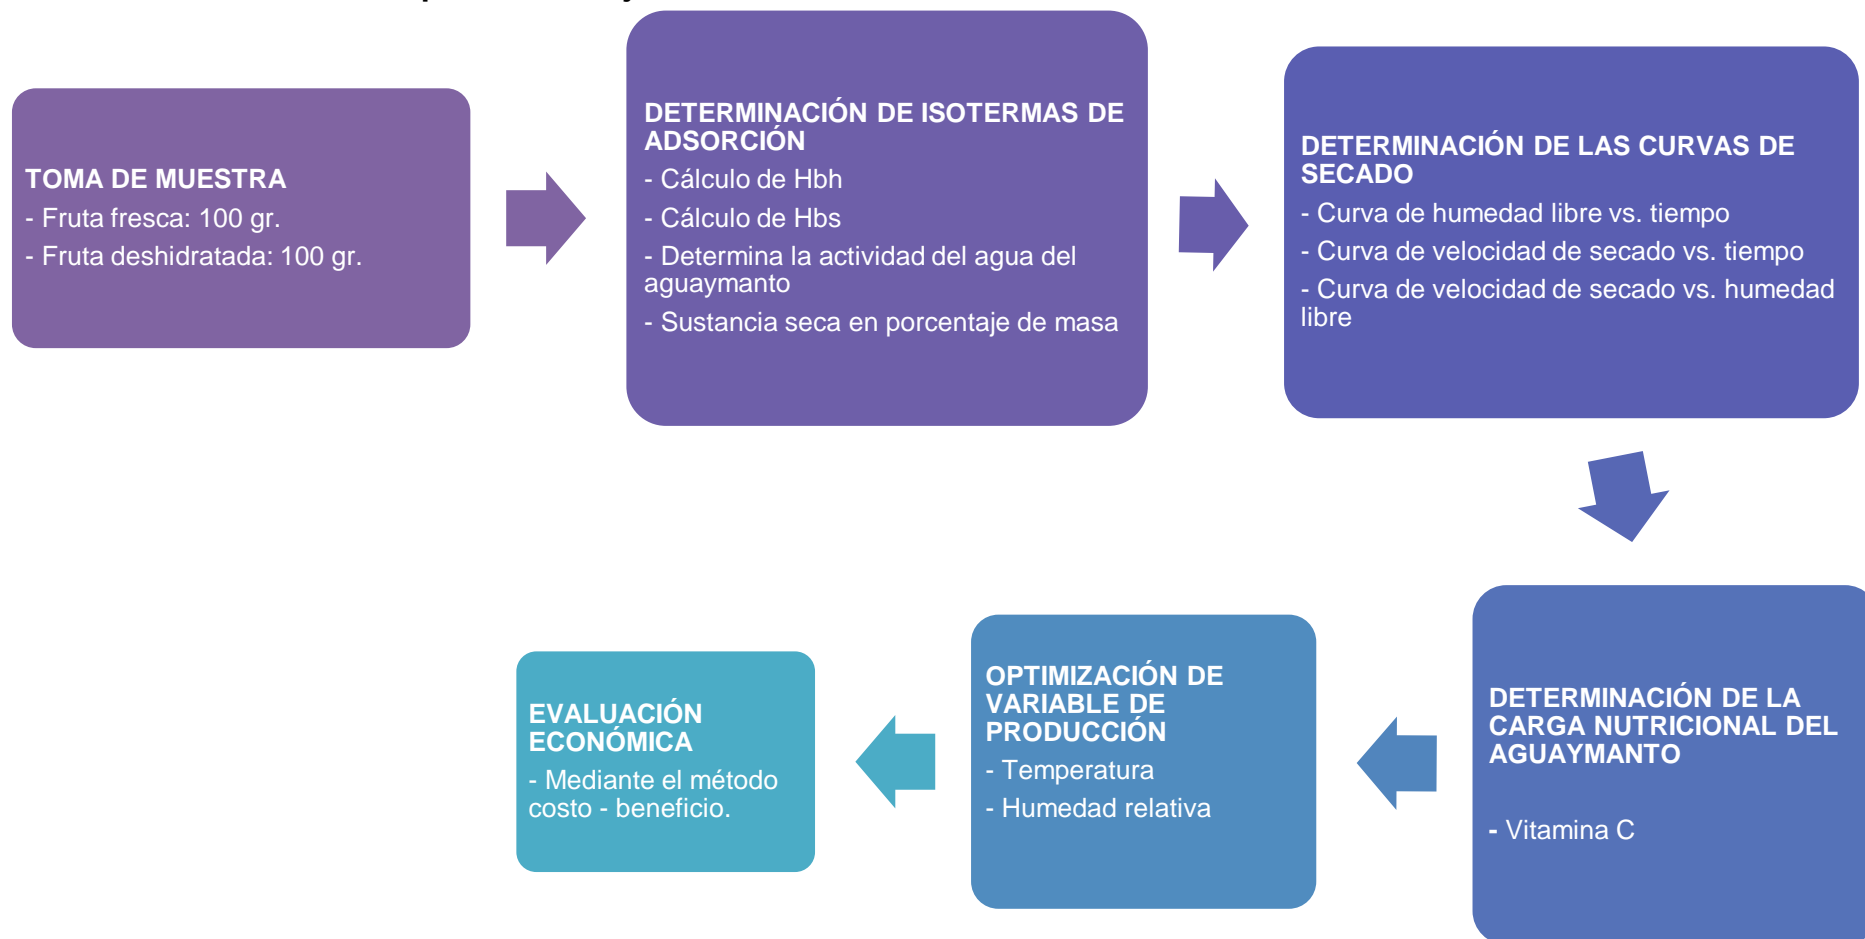 TOMA DE MUESTRA
- Fruta fresca: 100 gr.
- Fruta deshidratada: 100 gr.
DETERMINACIÓN DE ISOTERMAS DE
ADSORCIÓN
- Cálculo de Hbh
- Cálculo de Hbs
- Determina la actividad del agua del
aguaymanto
- Sustancia seca en porcentaje de masa
DETERMINACIÓN DE LAS CURVAS DE
SECADO
- Curva de humedad libre vs. tiempo
- Curva de velocidad de secado vs. tiempo
- Curva de velocidad de secado vs. humedad
libre
DETERMINACIÓN DE LA
CARGA NUTRICIONAL DEL
AGUAYMANTO
- Vitamina C
OPTIMIZACIÓN DE
VARIABLE DE
PRODUCCIÓN
- Temperatura
- Humedad relativa
EVALUACIÓN
ECONÓMICA
- Mediante el método
costo - beneficio.